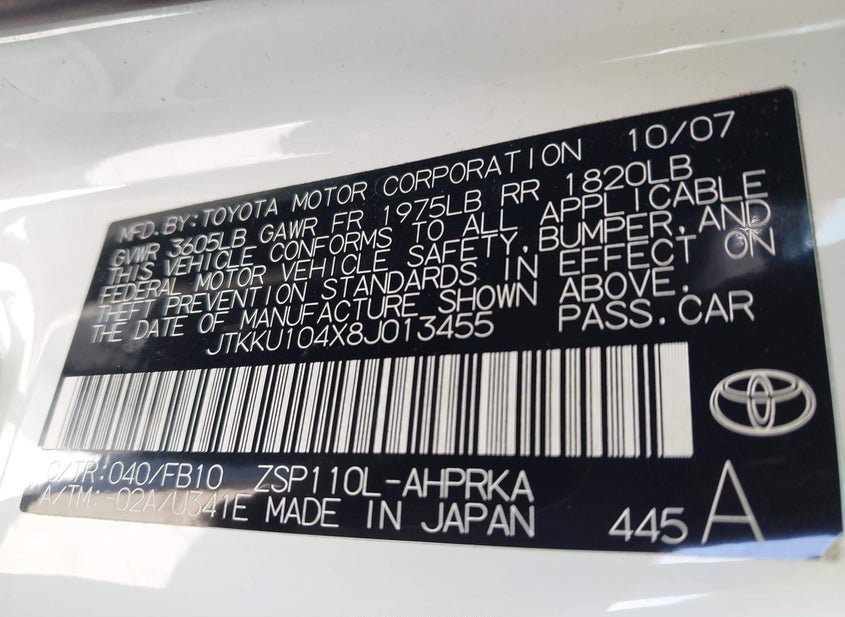 MFD.BY:TOYOTA MOTOR CORPORATION 10/07
GVWR 3605LB GAWR FR 1975LB RR 1820LB
THIS VEHICLE CONFORMS TO ALL APPLICABLE
FEDERAL MOTOR VEHICLE SAFETY,BUMPER,AND
THEFT PREVENTION STANDARDS IN EFFECT ON
THE DATE OF MANUFACTURE SHOWN ABOVE.
JTKKU104X8J013455 PASS.CAR
C/TR:040/FB10 ZSP110L-AHPRKA
A/TM:-02A/U341E MADE IN JAPAN 445 A